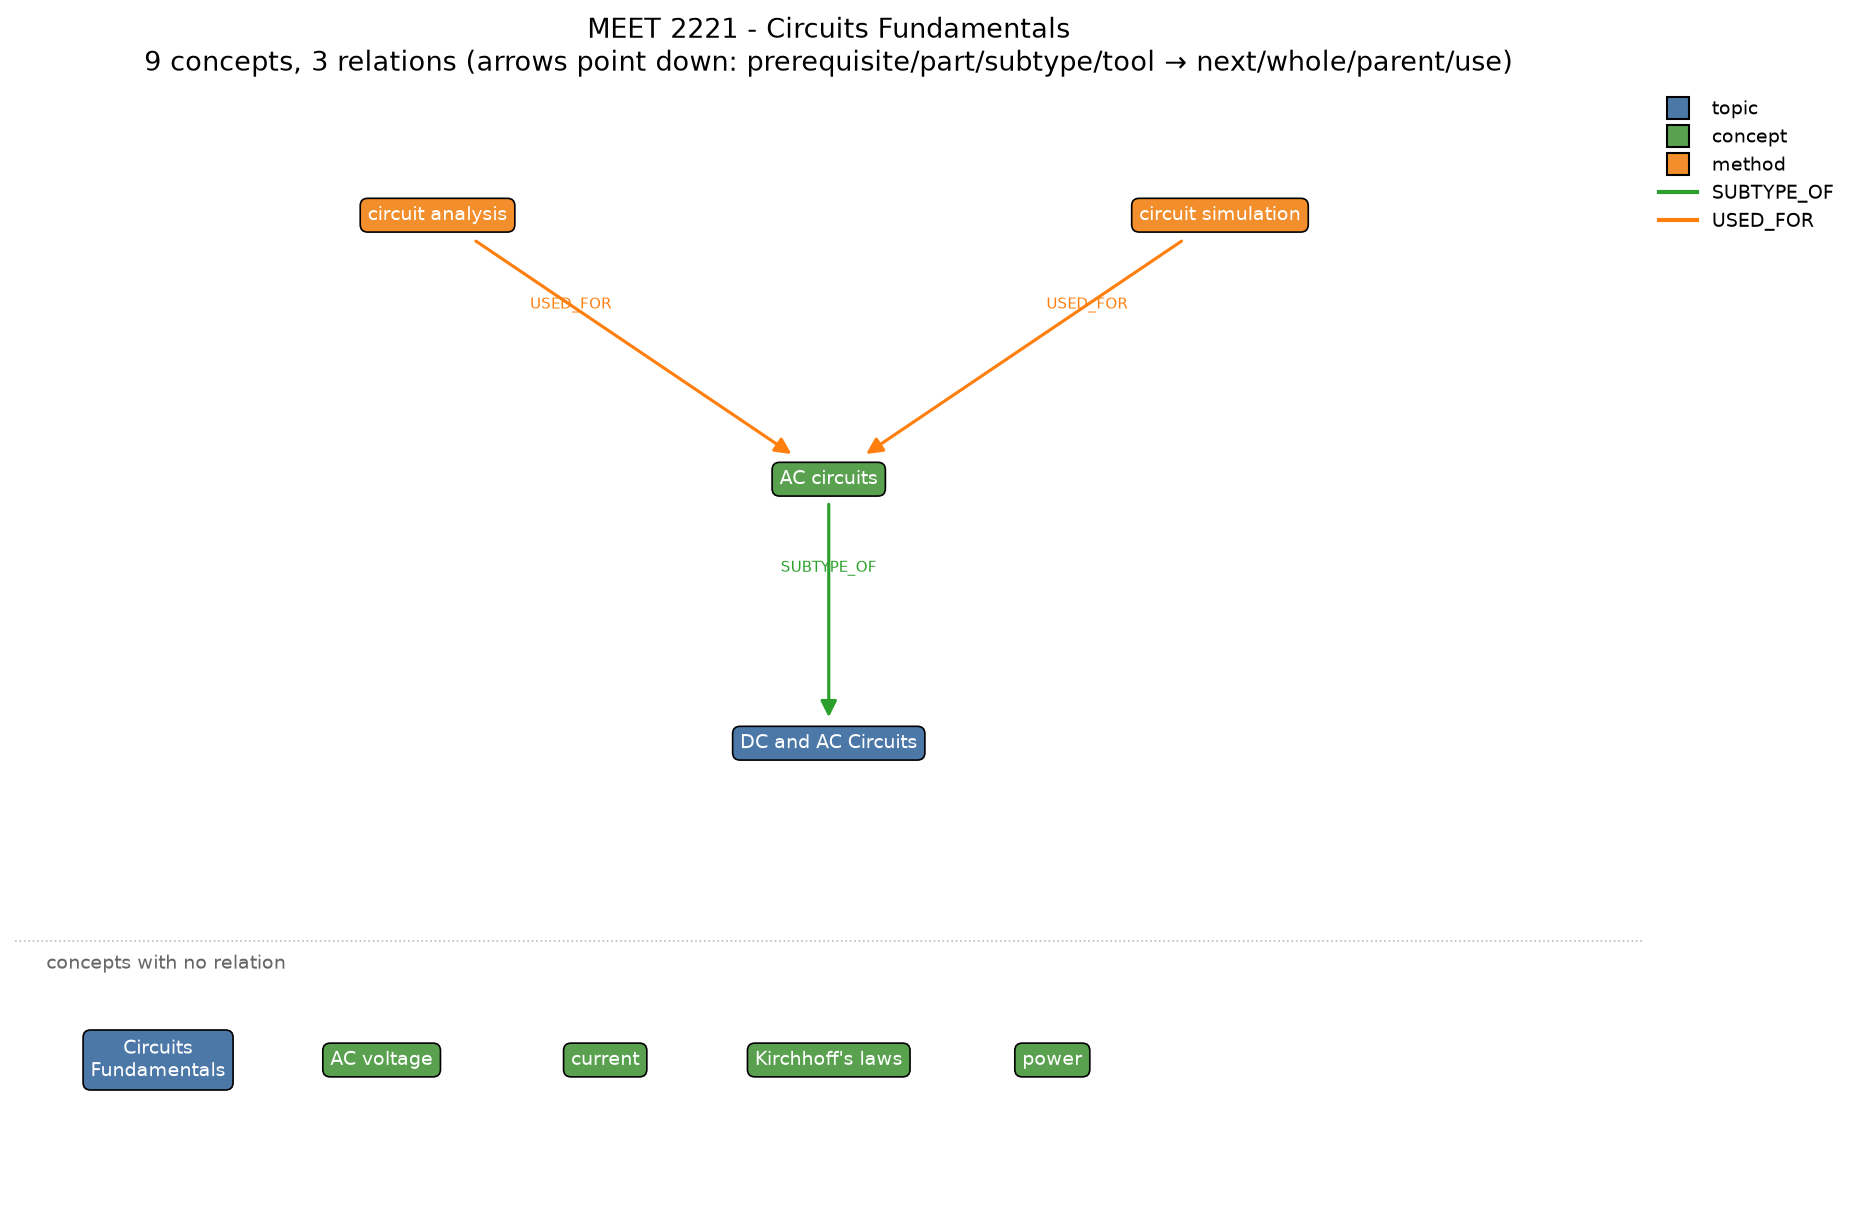 MEET 2221 - Circuits Fundamentals
9 concepts, 3 relations (arrows point down: prerequisite/part/subtype/tool → next/whole/parent/use)
topic
concept
method
SUBTYPE_OF
USED_FOR
circuit analysis
circuit simulation
USED_FOR
USED_FOR
AC circuits
SUBTYPE_OF
DC and AC Circuits
concepts with no relation
Circuits
Fundamentals
AC voltage
current
Kirchhoff's laws
power